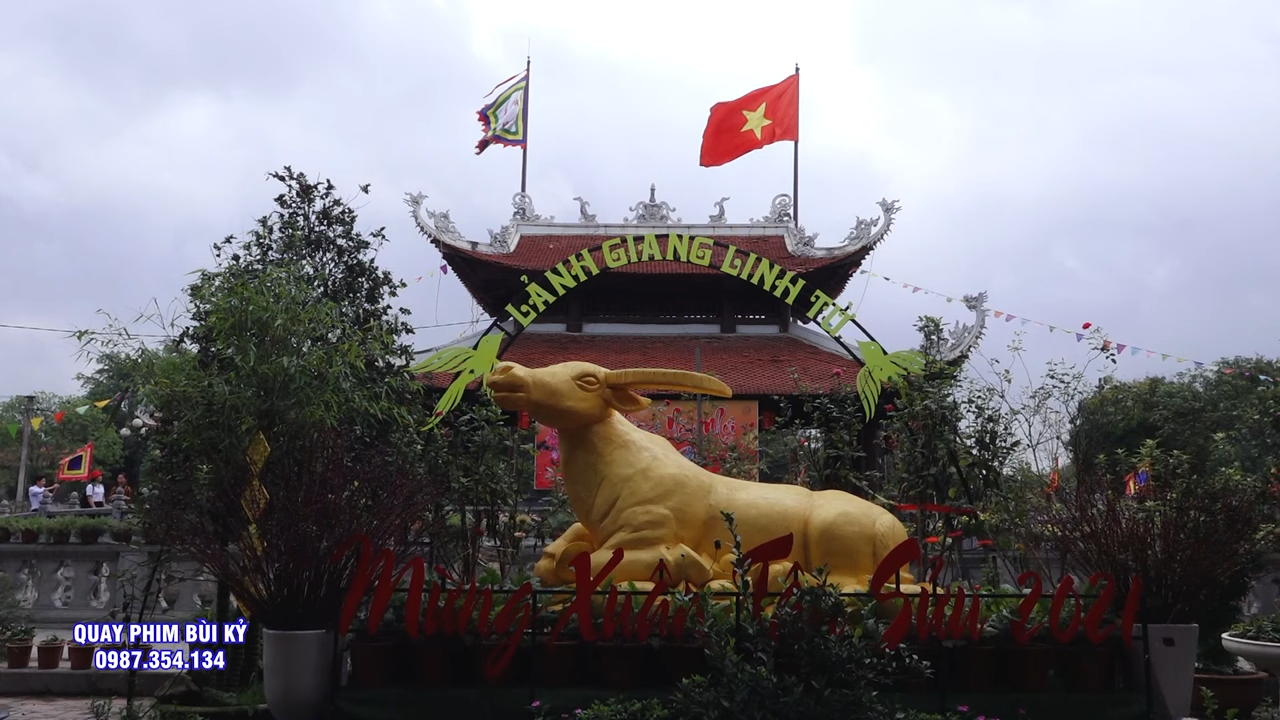 LẢNH GIANG LINH TỪ
Mừng Xuân Tân Sửu 2021
QUAY PHIM BÙI KỶ
0987.354.134